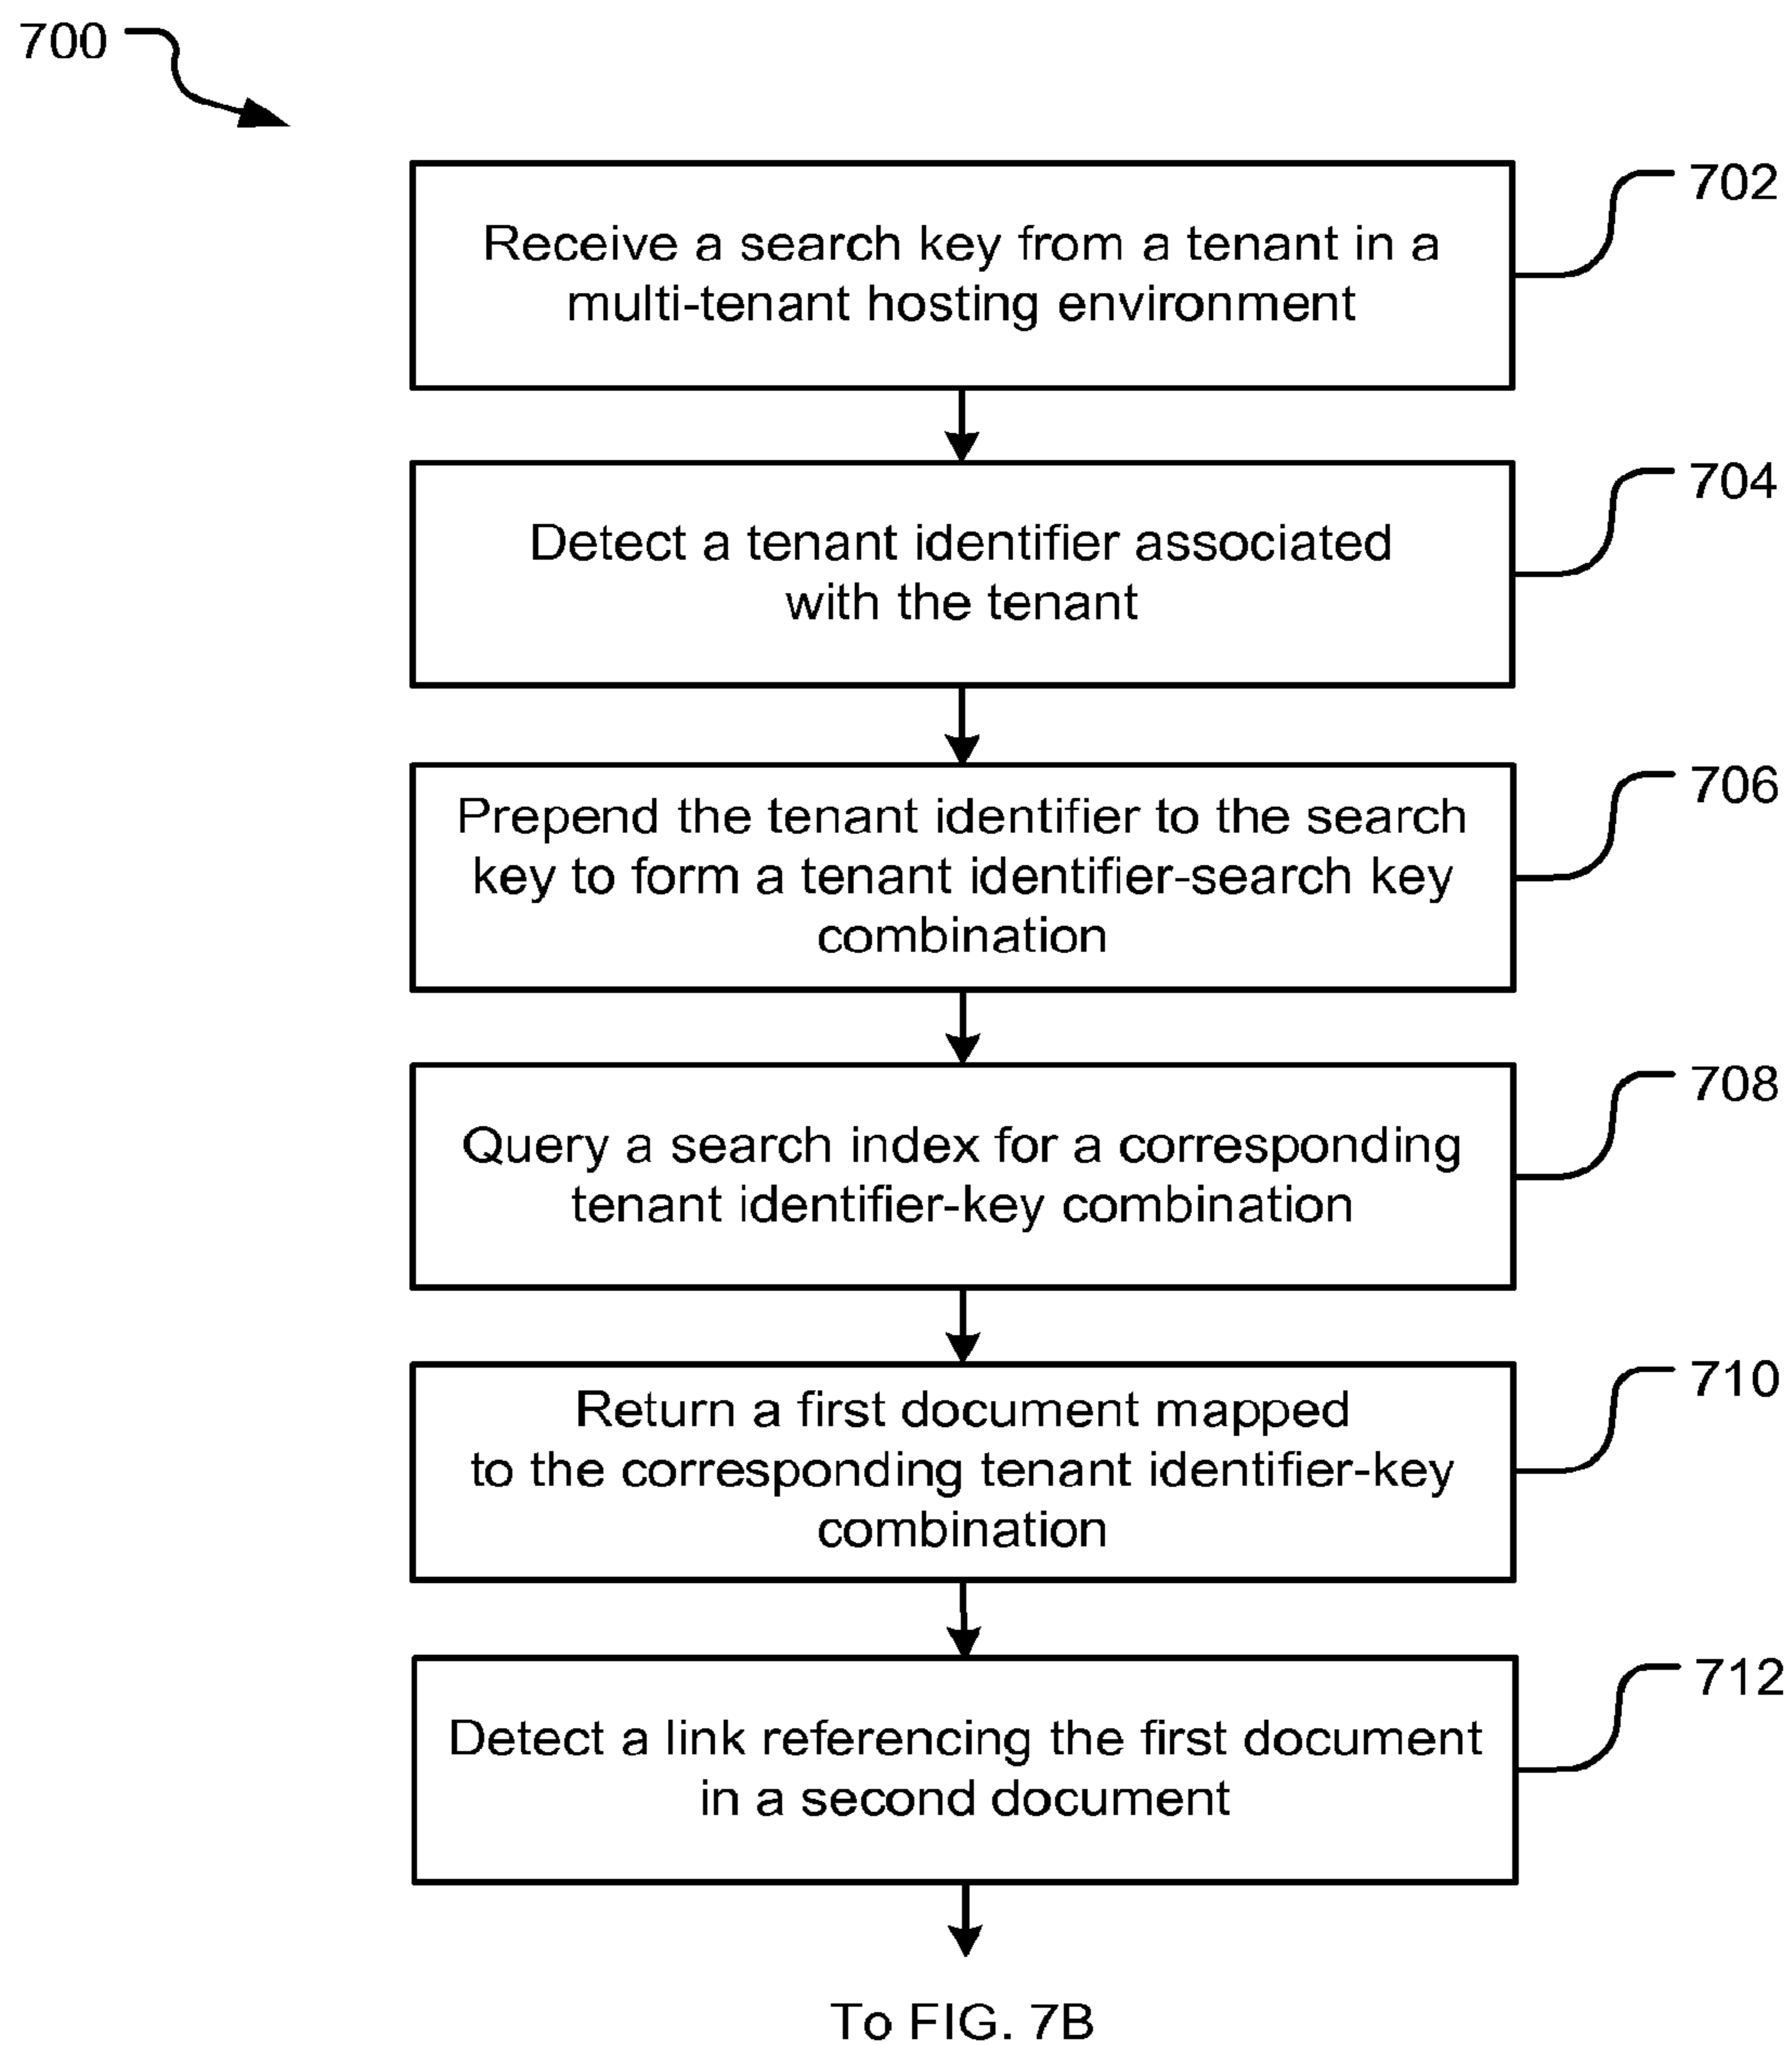 700
702
Receive a search key from a tenant in a
multi-tenant hosting environment
704
Detect a tenant identifier associated
with the tenant
706
Prepend the tenant identifier to the search
key to form a tenant identifier-search key
combination
708
Query a search index for a corresponding
tenant identifier-key combination
710
Return a first document mapped
to the corresponding tenant identifier-key
combination
712
Detect a link referencing the first document
in a second document
To FIG. 7B